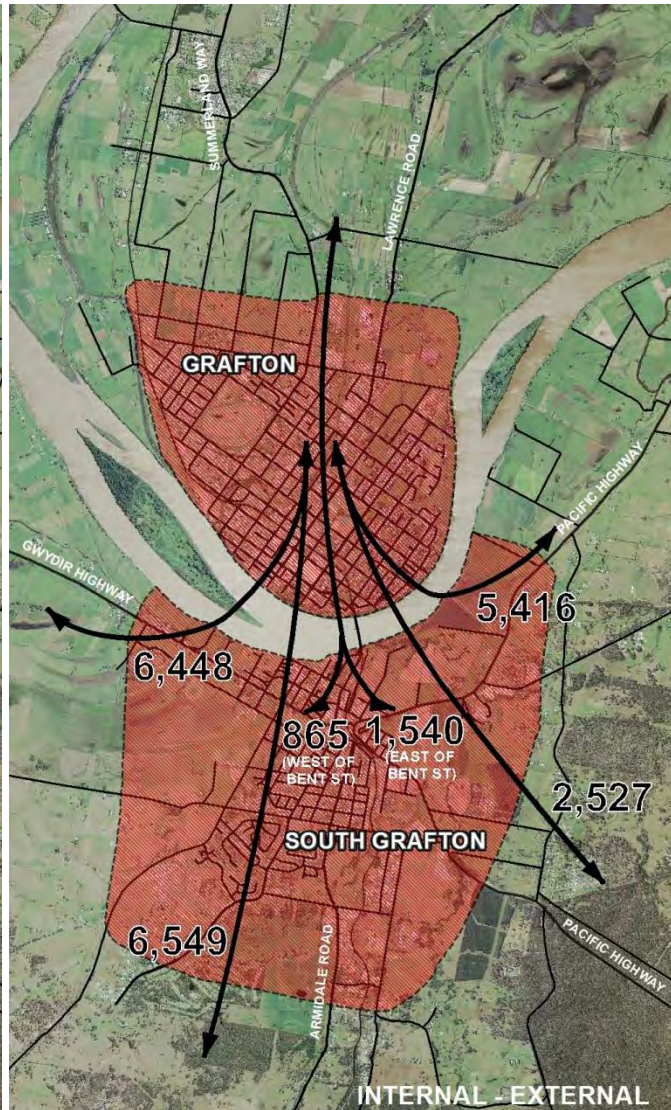 SUMMERLAND WAY
LAWRENCE ROAD
GRAFTON
PACIFIC HIGHWAY
GWYDIR HIGHWAY
5,416
6,448
865
(WEST OF
BENT ST)
1,540
(EAST OF
BENT ST)
2,527
SOUTH GRAFTON
6,549
ARMIDALE ROAD
PACIFIC HIGHWAY
INTERNAL - EXTERNAL